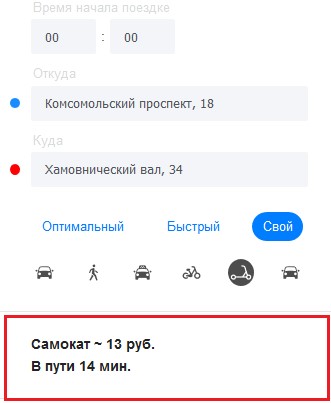 Время начала поездке
00 : 00
Откуда
Комсомольский проспект, 18
Куда
Хамовнический вал, 34
Оптимальный Быстрый Свой
Самокат ~ 13 руб.
В пути 14 мин.